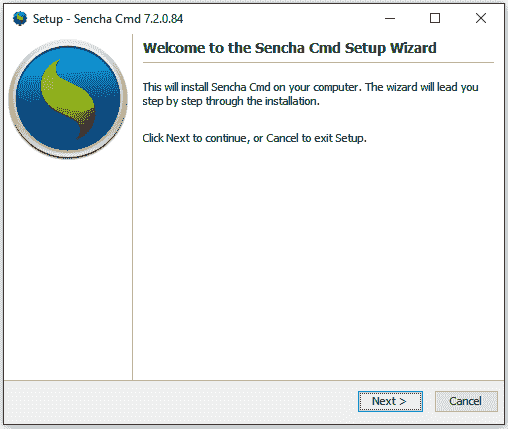 Setup - Sencha Cmd 7.2.0.84
Welcome to the Sencha Cmd Setup Wizard
This will install Sencha Cmd on your computer. The wizard will lead you
step by step through the installation.
Click Next to continue, or Cancel to exit Setup.
Next >
Cancel